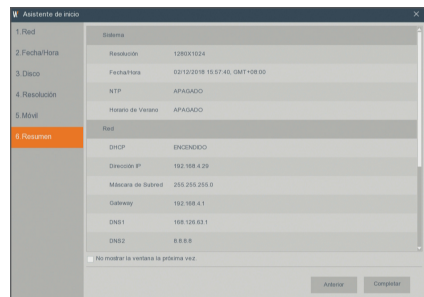 W Asistente de inicio
1.Red
2.Fecha/Hora
3.Disco
4.Resolución
5.Móvil
6.Resumen
Sistema
Resolución 1280X1024
Fecha/Hora 02/12/2018 15:57:40, GMT+08:00
NTP APAGADO
Horario de Verano APAGADO
Red
DHCP ENCENDIDO
Dirección IP 192.168.4.29
Máscara de Subred 255.255.255.0
Gateway 192.168.4.1
DNS1 168.126.63.1
DNS2 8.8.8.8
No mostrar la ventana la próxima vez.
Anterior Completar